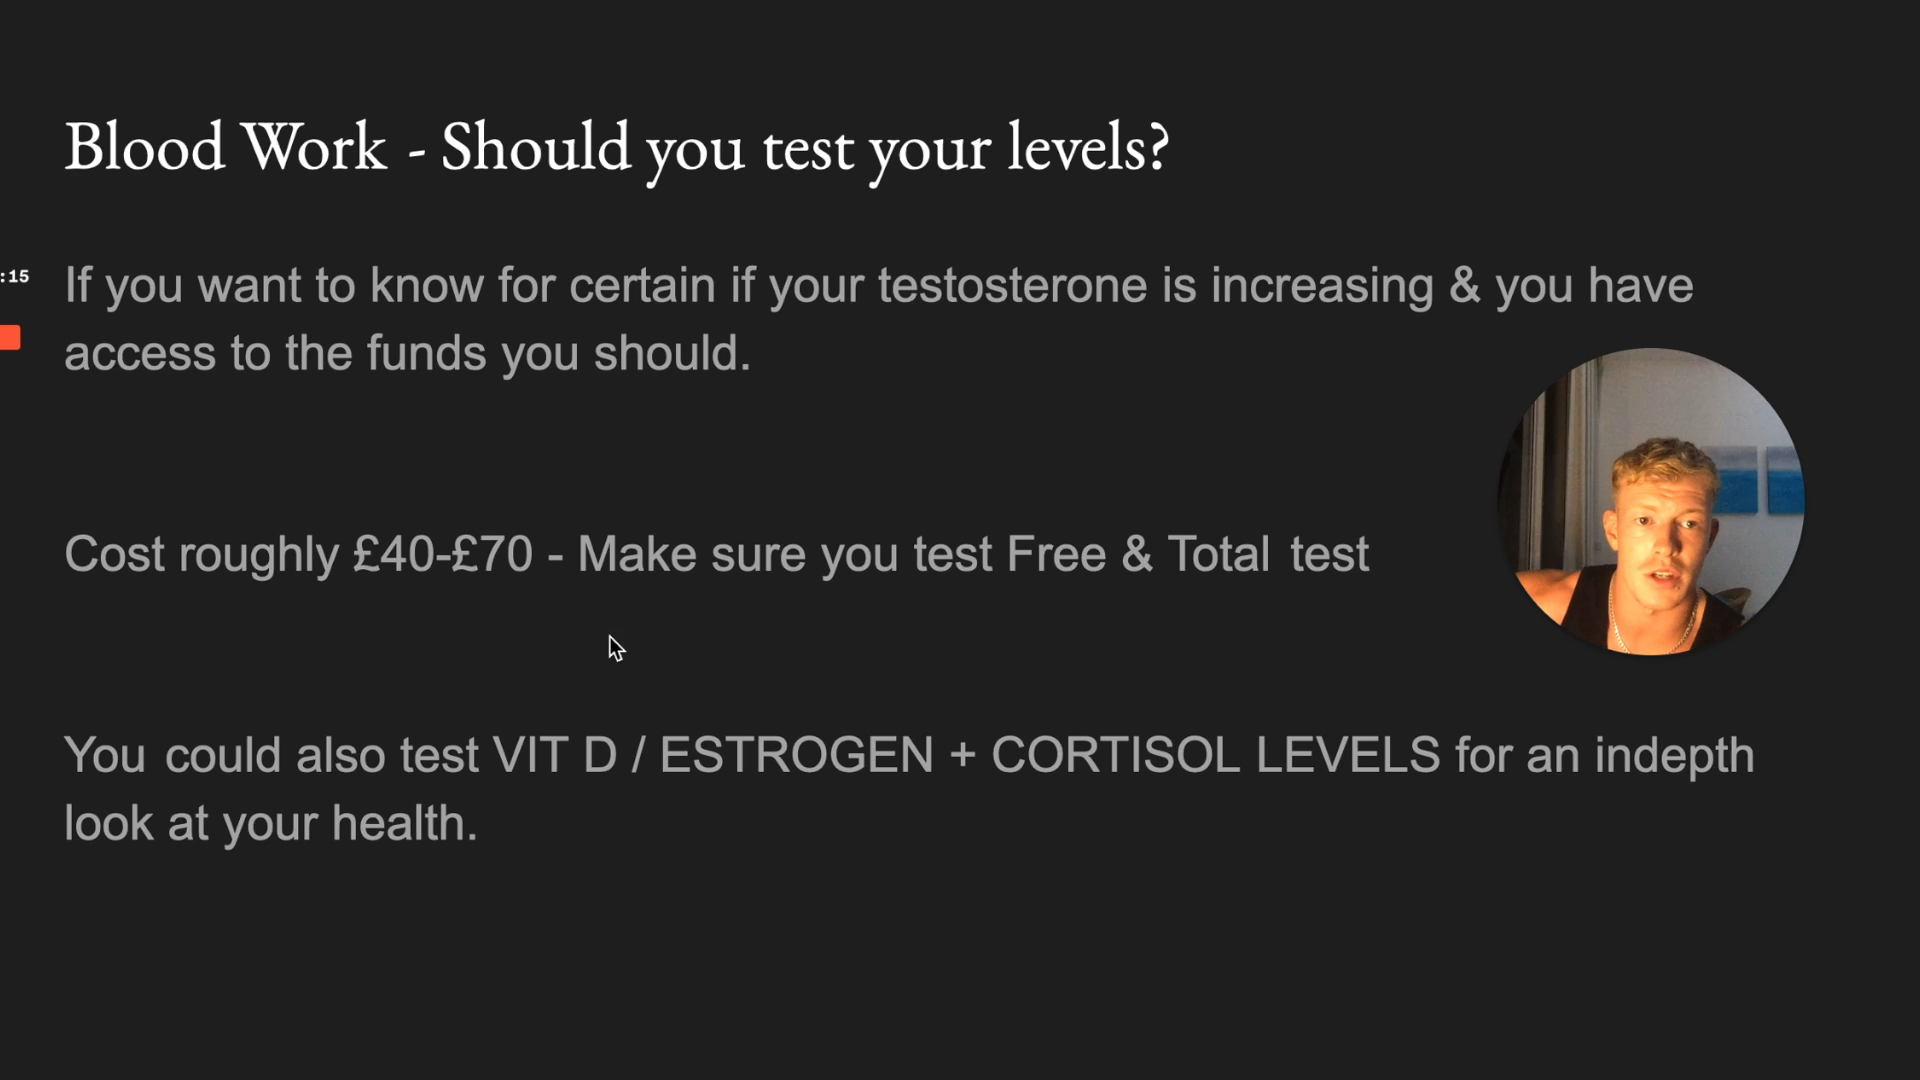 Blood Work - Should you test your levels?
:15
If you want to know for certain if your testosterone is increasing & you have
access to the funds you should.
Cost roughly £40-£70 - Make sure you test Free & Total test
You could also test VIT D / ESTROGEN + CORTISOL LEVELS for an indepth
look at your health.